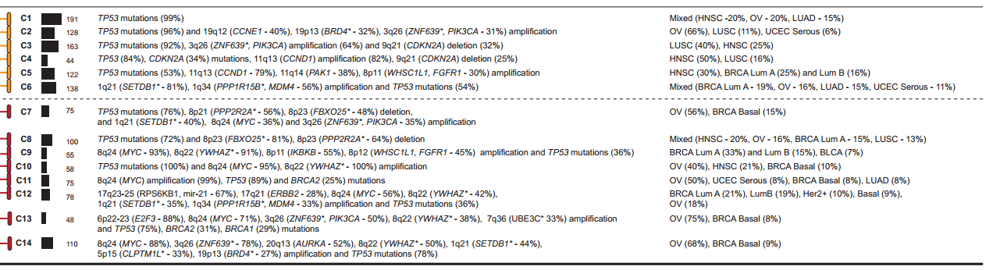 C1 191 TP53 mutations (99%) Mixed (HNSC -20%, OV - 20%, LUAD - 15%)
C2 128 TP53 mutations (96%) and 19q12 (CCNE1 - 40%), 19p13 (BRD4* - 32%), 3q26 (ZNF639*, PIK3CA - 31%) amplification OV (66%), LUSC (11%), UCEC Serous (6%)
C3 163 TP53 mutations (92%), 3q26 (ZNF639*, PIK3CA) amplification (64%) and 9q21 (CDKN2A) deletion (32%) LUSC (40%), HNSC (25%)
C4 44 TP53 (84%), CDKN2A (34%) mutations, 11q13 (CCND1) amplification (82%), 9q21 (CDKN2A) deletion (25%) HNSC (50%), LUSC (16%)
C5 122 TP53 mutations (53%), 11q13 (CCND1 - 79%), 11q14 (PAK1 - 38%), 8p11 (WHSC1L1, FGFR1 - 30%) amplification HNSC (30%), BRCA Lum A (25%) and Lum B (16%)
C6 138 1q21 (SETDB1* - 81%), 1q34 (PPP1R15B*, MDM4 - 56%) amplification and TP53 mutations (54%) Mixed (BRCA Lum A - 19%, OV - 16%, LUAD - 15%, UCEC Serous - 11%)
C7 75 TP53 mutations (76%), 8p21 (PPP2R2A* - 56%), 8p23 (FBXO25* - 48%) deletion, OV (56%), BRCA Basal (15%)
and 1q21 (SETDB1* - 40%), 8q24 (MYC - 36%) and 3q26 (ZNF639*, PIK3CA - 35%) amplification
C8 100 TP53 mutations (72%) and 8p23 (FBXO25* - 81%), 8p23 (PPP2R2A* - 64%) deletion Mixed (HNSC - 20%, OV - 16%, BRCA Lum A - 15%, LUSC - 13%)
C9 55 8q24 (MYC - 93%), 8q22 (YWHAZ* - 91%), 8p11 (IKBKB - 55%), 8p12 (WHSC1L1, FGFR1 - 45%) amplification and TP53 mutations (36%) BRCA Lum A (33%) and Lum B (15%), BLCA (7%)
C10 58 TP53 mutations (100%) and 8q24 (MYC - 95%), 8q22 (YWHAZ* - 100%) amplification OV (40%), HNSC (21%), BRCA Basal (10%)
C11 75 8q24 (MYC) amplification (99%), TP53 (89%) and BRCA2 (25%) mutations OV (50%), UCEC Serous (8%), BRCA Basal (8%), LUAD (8%)
C12 78 17q23-25 (RPS6KB1, mir-21 - 67%), 17q21 (ERBB2 - 28%), 8q24 (MYC - 56%), 8q22 (YWHAZ* - 42%), BRCA Lum A (21%), LumB (19%), Her2+ (10%), Basal (9%),
1q21 (SETDB1* - 35%), 1q34 (PPP1R15B*, MDM4 - 33%) amplification and TP53 mutations (36%) OV (18%)
C13 48 6p22-23 (E2F3 - 88%), 8q24 (MYC - 71%), 3q26 (ZNF639*, PIK3CA - 50%), 8q22 (YWHAZ* - 38%), 7q36 (UBE3C* 33%) amplification OV (75%), BRCA Basal (8%)
and TP53 (75%), BRCA2 (31%), BRCA1 (29%) mutations
C14 110 8q24 (MYC - 88%), 3q26 (ZNF639* - 78%), 20q13 (AURKA - 52%), 8q22 (YWHAZ* - 50%), 1q21 (SETDB1* - 44%), OV (68%), BRCA Basal (9%)
5p15 (CLPTM1L* - 33%), 19p13 (BRD4* - 27%) amplification and TP53 mutations (78%)